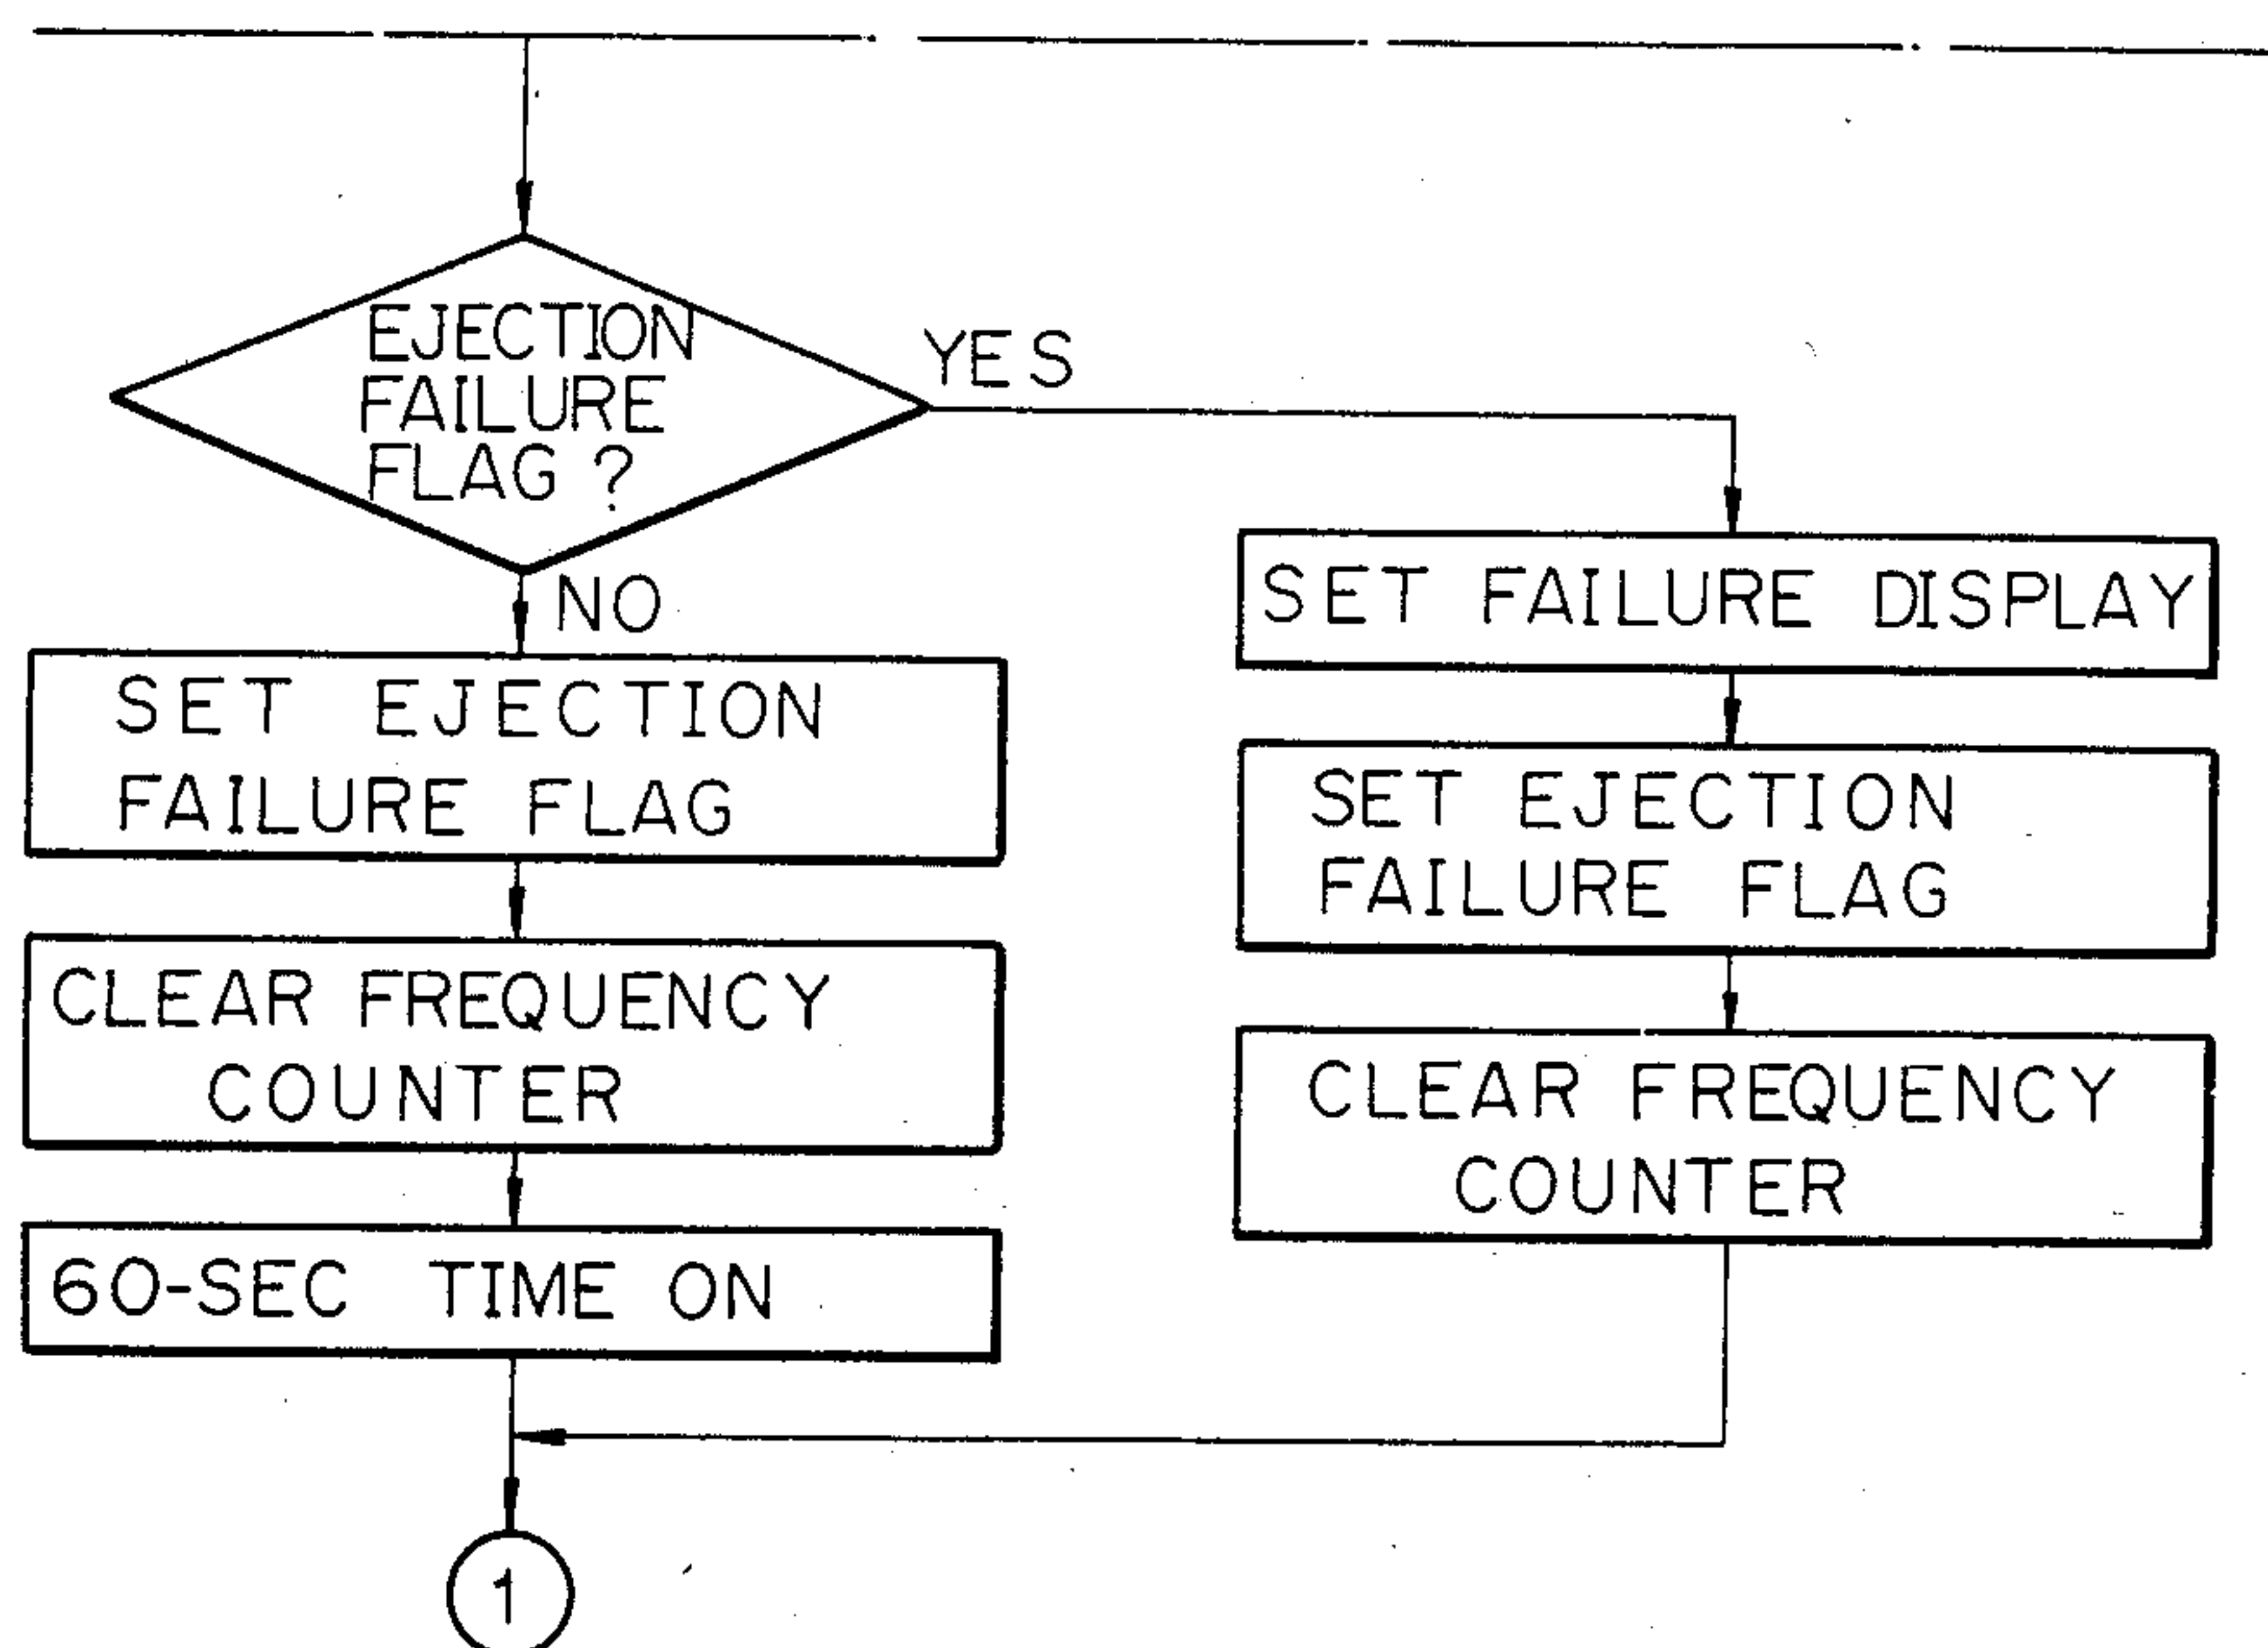 EJECTION
FAILURE
FLAG ?
YES
NO
SET EJECTION
FAILURE FLAG
CLEAR FREQUENCY
COUNTER
60-SEC TIME ON
SET FAILURE DISPLAY
SET EJECTION
FAILURE FLAG
CLEAR FREQUENCY
COUNTER
1